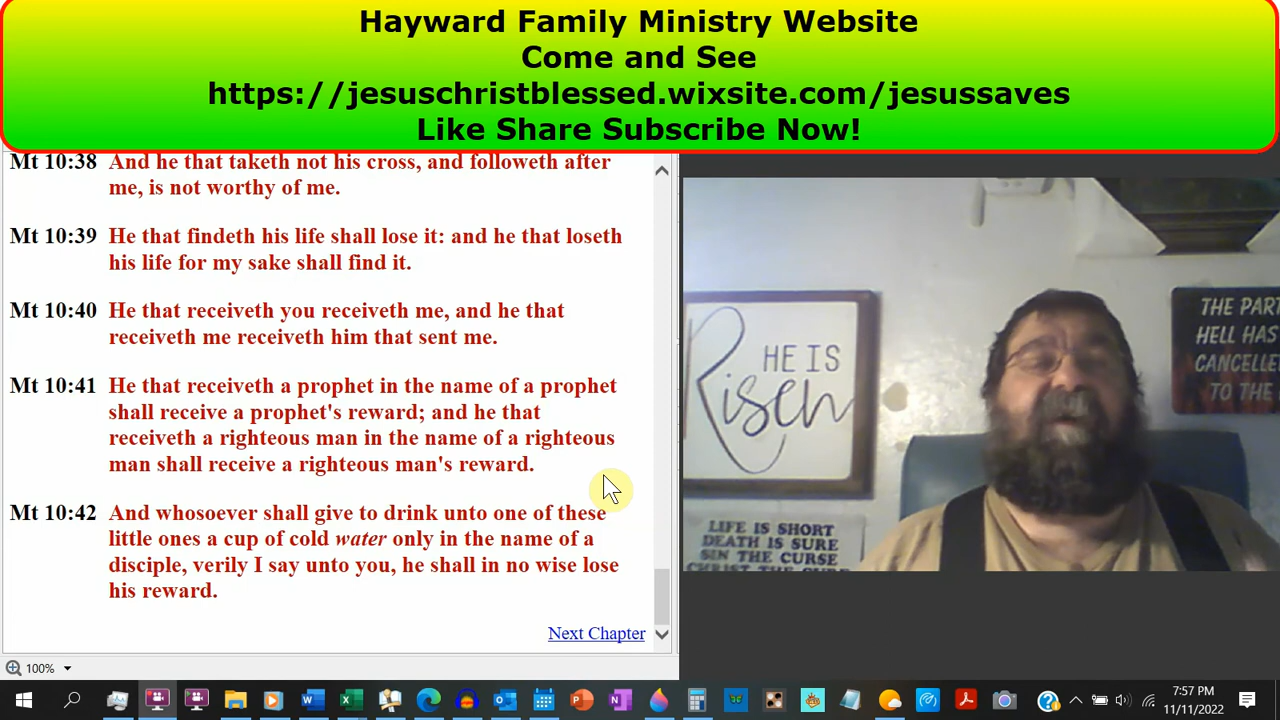 Hayward Family Ministry Website
Come and See
https://jesuschristblessed.wixsite.com/jesussaves
Like Share Subscribe Now!
Mt 10:38 And he that taketh not his cross, and followeth after
me, is not worthy of me.
Mt 10:39 He that findeth his life shall lose it: and he that loseth
his life for my sake shall find it.
Mt 10:40 He that receiveth you receiveth me, and he that
receiveth me receiveth him that sent me.
Mt 10:41 He that receiveth a prophet in the name of a prophet
shall receive a prophet's reward; and he that
receiveth a righteous man in the name of a righteous
man shall receive a righteous man's reward.
Mt 10:42 And whosoever shall give to drink unto one of these
little ones a cup of cold water only in the name of a
disciple, verily I say unto you, he shall in no wise lose
his reward.
Next Chapter
100%
HE IS
Risen
THE PART
HELL HAS
CANCELLE
TO THE
LIFE IS SHORT
DEATH IS SURE
SIN THE CURSE
CHRIST THE CURE
7:57 PM
11/11/2022